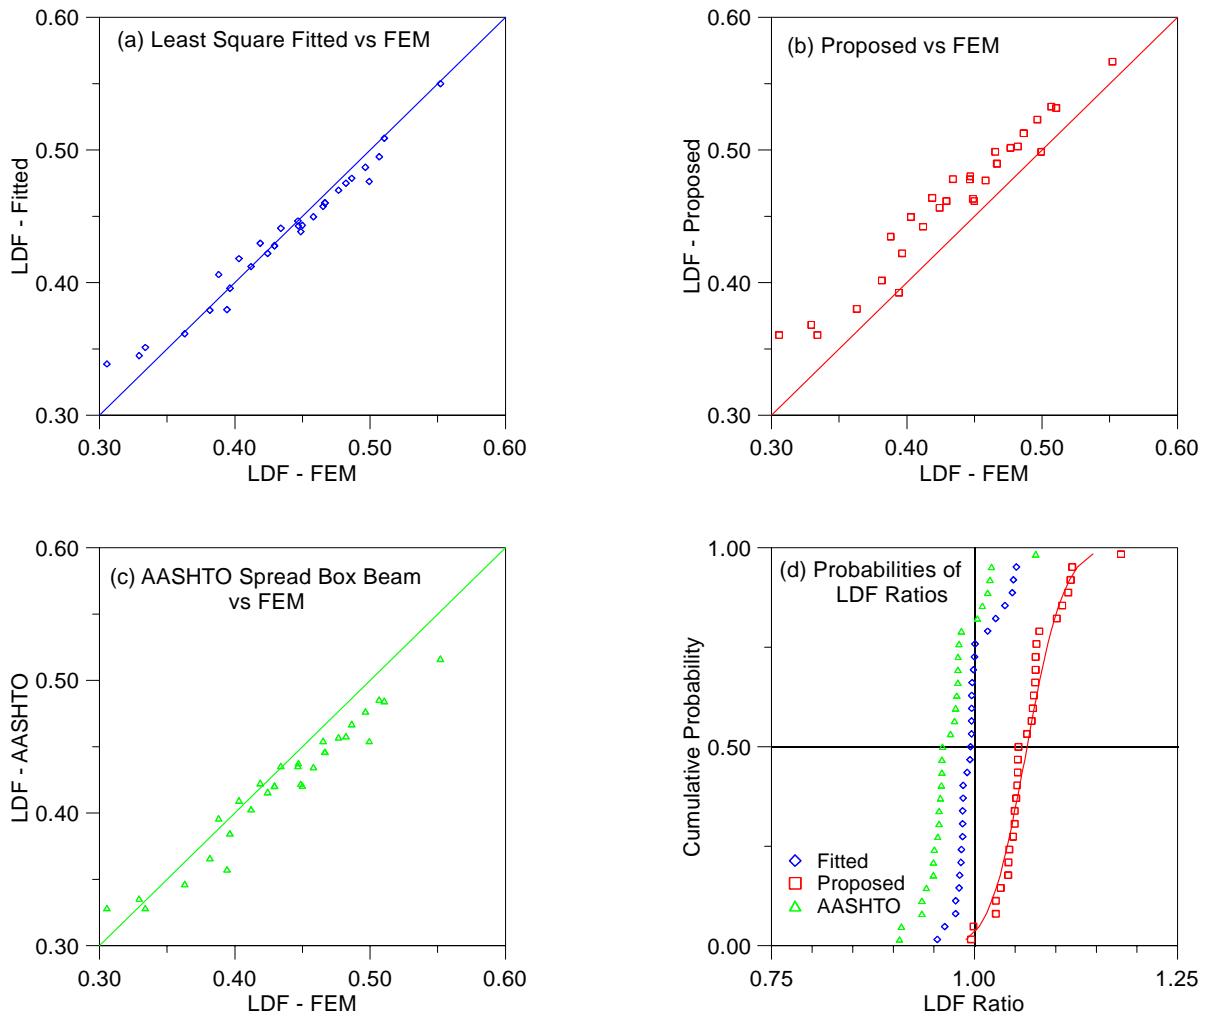 0.60
(a) Least Square Fitted vs FEM
0.50
LDF - Fitted
0.40
0.30
0.30 0.40 0.50 0.60
LDF - FEM
0.60
(b) Proposed vs FEM
0.50
LDF - Proposed
0.40
0.30
0.30 0.40 0.50 0.60
LDF - FEM
0.60
(c) AASHTO Spread Box Beam
vs FEM
0.50
LDF - AASHTO
0.40
0.30
0.30 0.40 0.50 0.60
LDF - FEM
1.00
(d) Probabilities of
LDF Ratios
Cumulative Probability
0.50
Fitted
Proposed
AASHTO
0.00
0.75 1.00 1.25
LDF Ratio